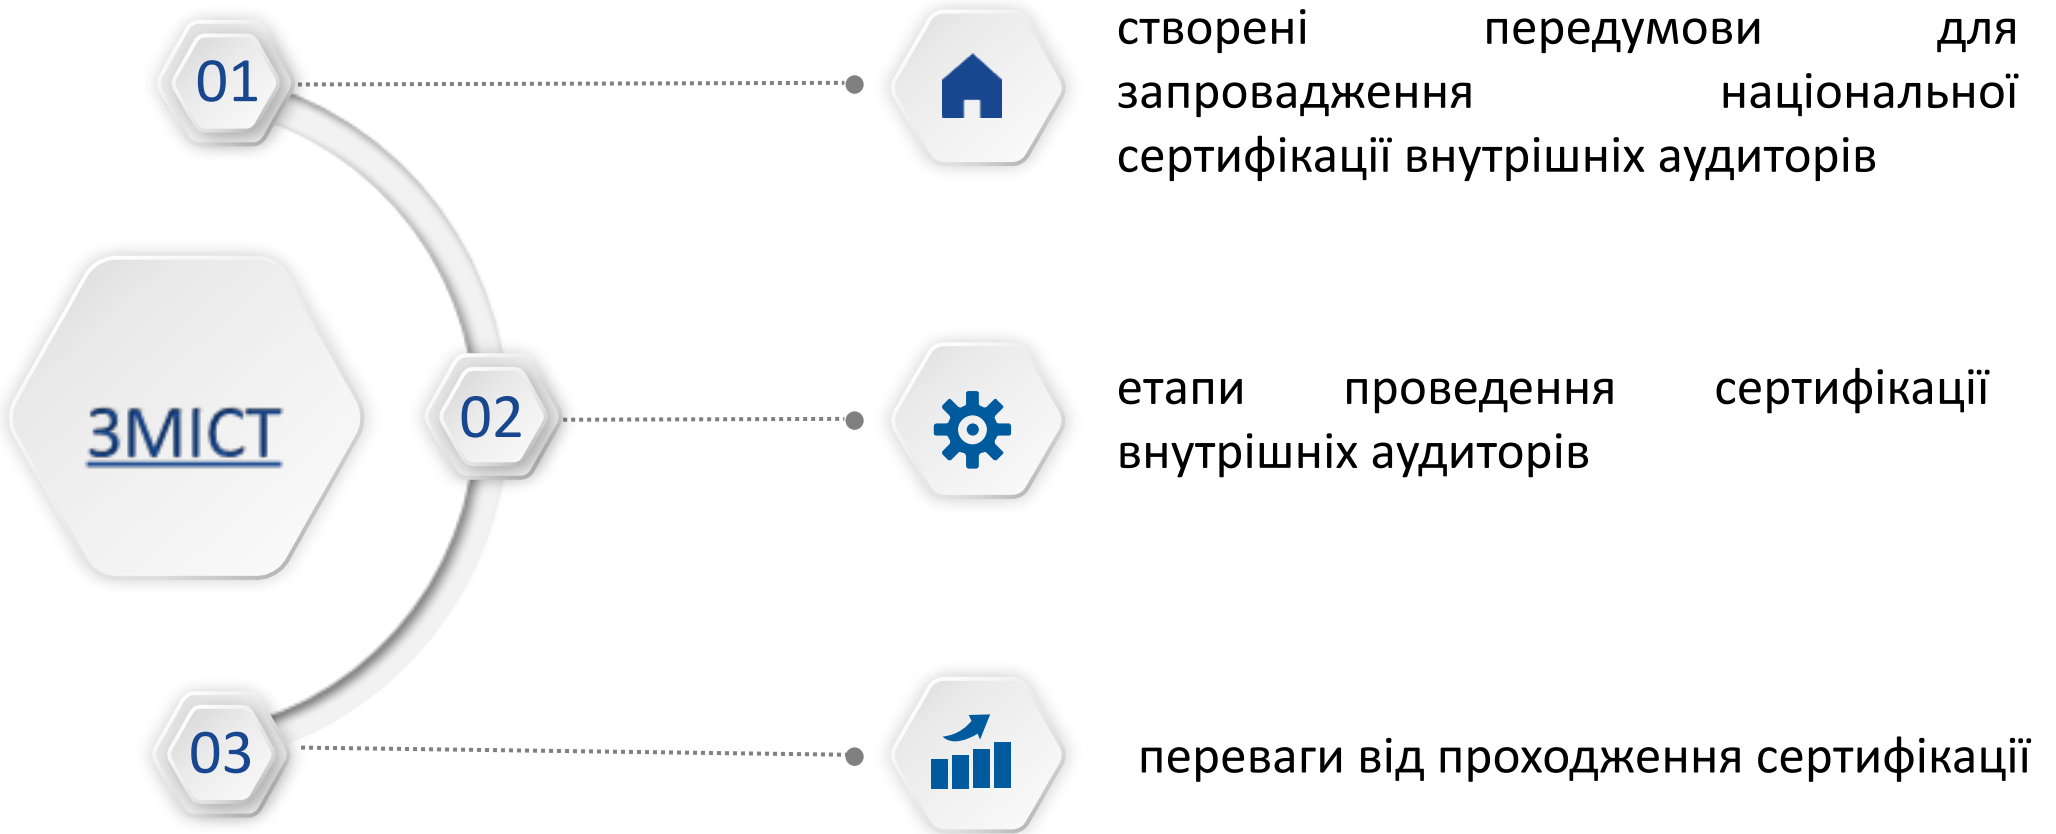 01
створені передумови для
запровадження національної
сертифікації внутрішніх аудиторів
ЗМІСТ
02
етапи проведення сертифікації
внутрішніх аудиторів
03
переваги від проходження сертифікації